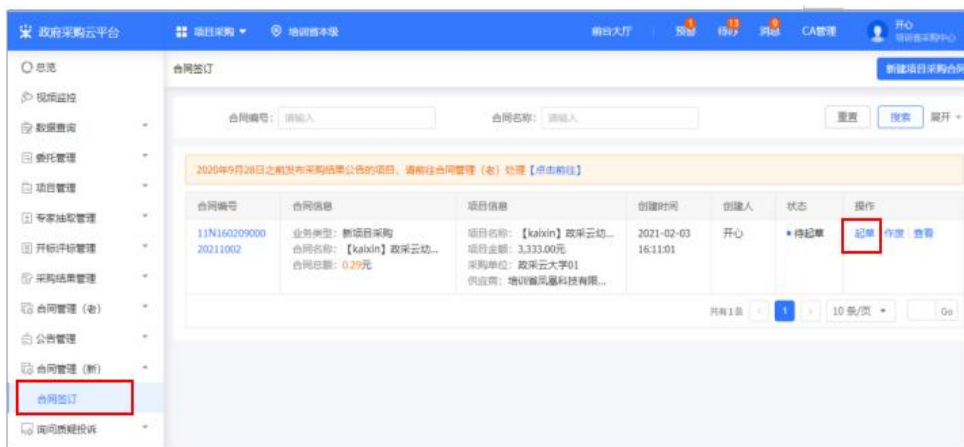 政府采购云平台
项目采购
培训省本级
前台大厅
预警
待办 13
消息 9
CA管理
开心
培训省采购中心
总览
视频监控
数据查询
委托管理
项目管理
专家抽取管理
开标评标管理
采购结果管理
合同管理（老）
公告管理
合同管理（新）
合同签订
询问质疑投诉
合同签订
新建项目采购合同
合同编号： 请输入
合同名称： 请输入
重置
搜索
展开
2020年9月28日之前发布采购结果公告的项目，请前往合同管理（老）处理【点击前往】
合同编号 合同信息 项目信息 创建时间 创建人 状态 操作
11N160209000
20211002
业务类型：新项目采购
合同名称：【kaixin】政采云幼...
合同总额：0.29元
项目名称：【kaixin】政采云幼...
项目金额：3,333.00元
采购单位：政采云大学01
供应商：培训省凤凰科技有限...
2021-02-03
16:11:01
开心
待起草
起草 作废 查看
共有1条
1
10 条/页
Go